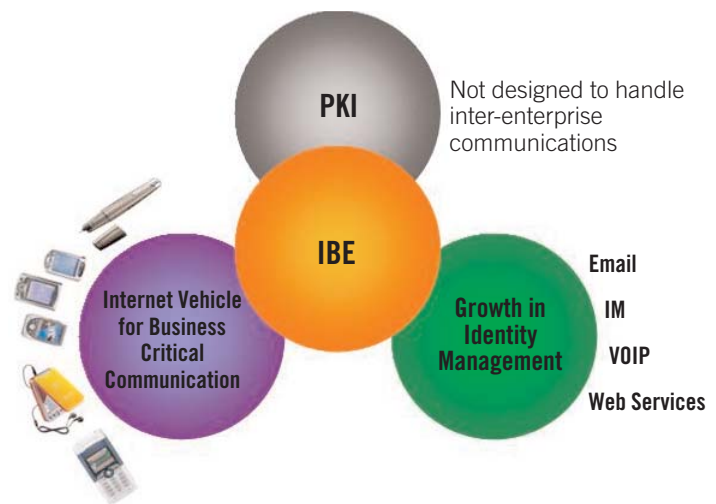 PKI
Not designed to handle
inter-enterprise
communications
IBE
Internet Vehicle
for Business
Critical
Communication
Growth in
Identity
Management
Email
IM
VOIP
Web Services